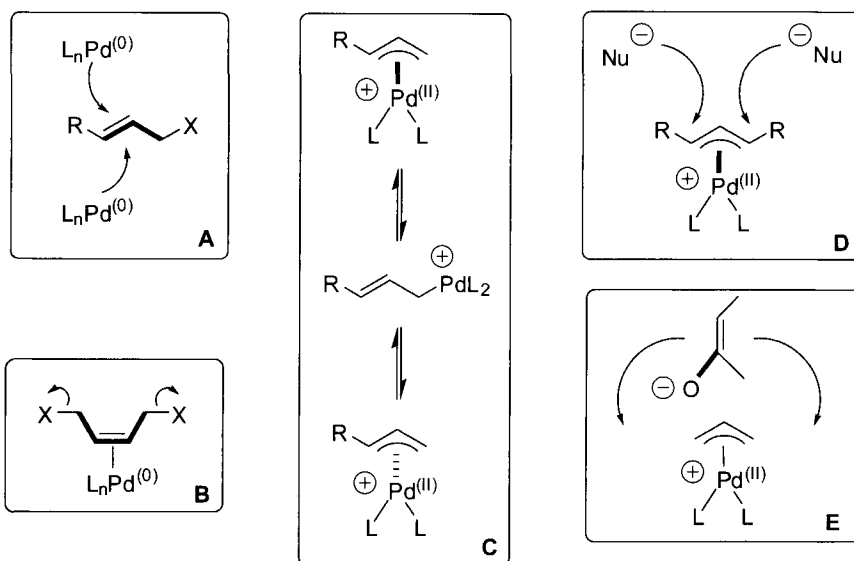 LnPd(0)
R
X
LnPd(0)
A
X
X
LnPd(0)
B
R
+
Pd(II)
L L
R
+
PdL2
R
+
Pd(II)
L L
C
Nu −
− Nu
R R
+
Pd(II)
L L
D
− O
+
Pd(II)
L L
E